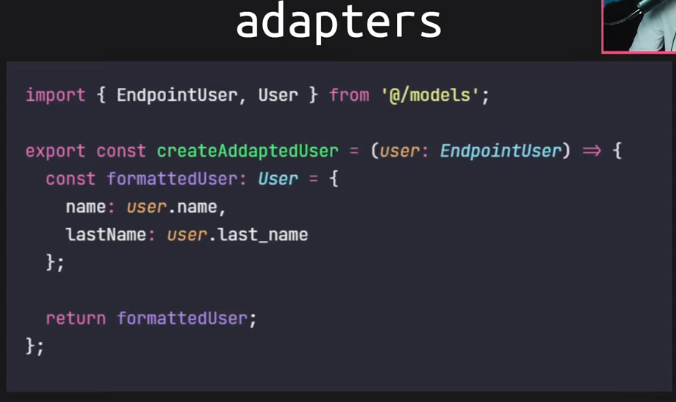 adapters
import { EndpointUser, User } from '@/models';
export const createAddaptedUser = (user: EndpointUser) => {
const formattedUser: User = {
name: user.name,
lastName: user.last_name
};
return formattedUser;
};